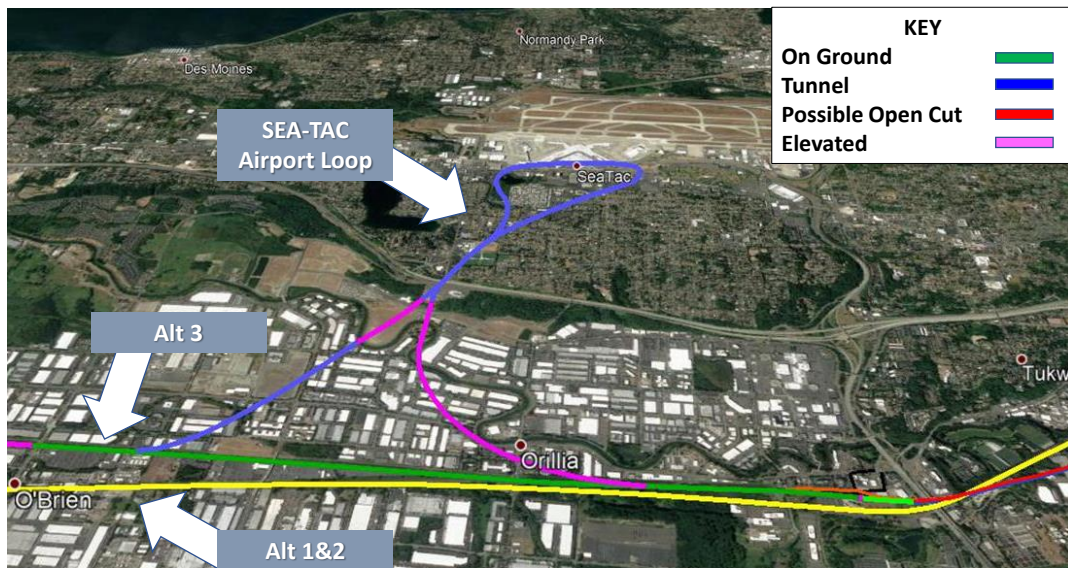 Normandy Park
Des Moines
KEY
On Ground
Tunnel
Possible Open Cut
Elevated
SEA-TAC
Airport Loop
SeaTac
Alt 3
Tukw
Orillia
O'Brien
Alt 1&2